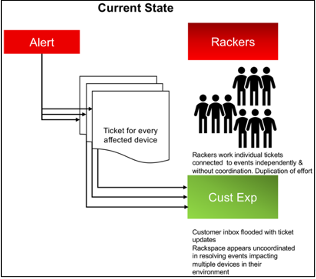 Current State
Alert
Rackers
Ticket for every
affected device
Rackers work individual tickets
connected to events independently &
without coordination. Duplication of effort
Cust Exp
Customer inbox flooded with ticket
updates
Rackspace appears uncoordinated
in resolving events impacting
multiple devices in their
environment